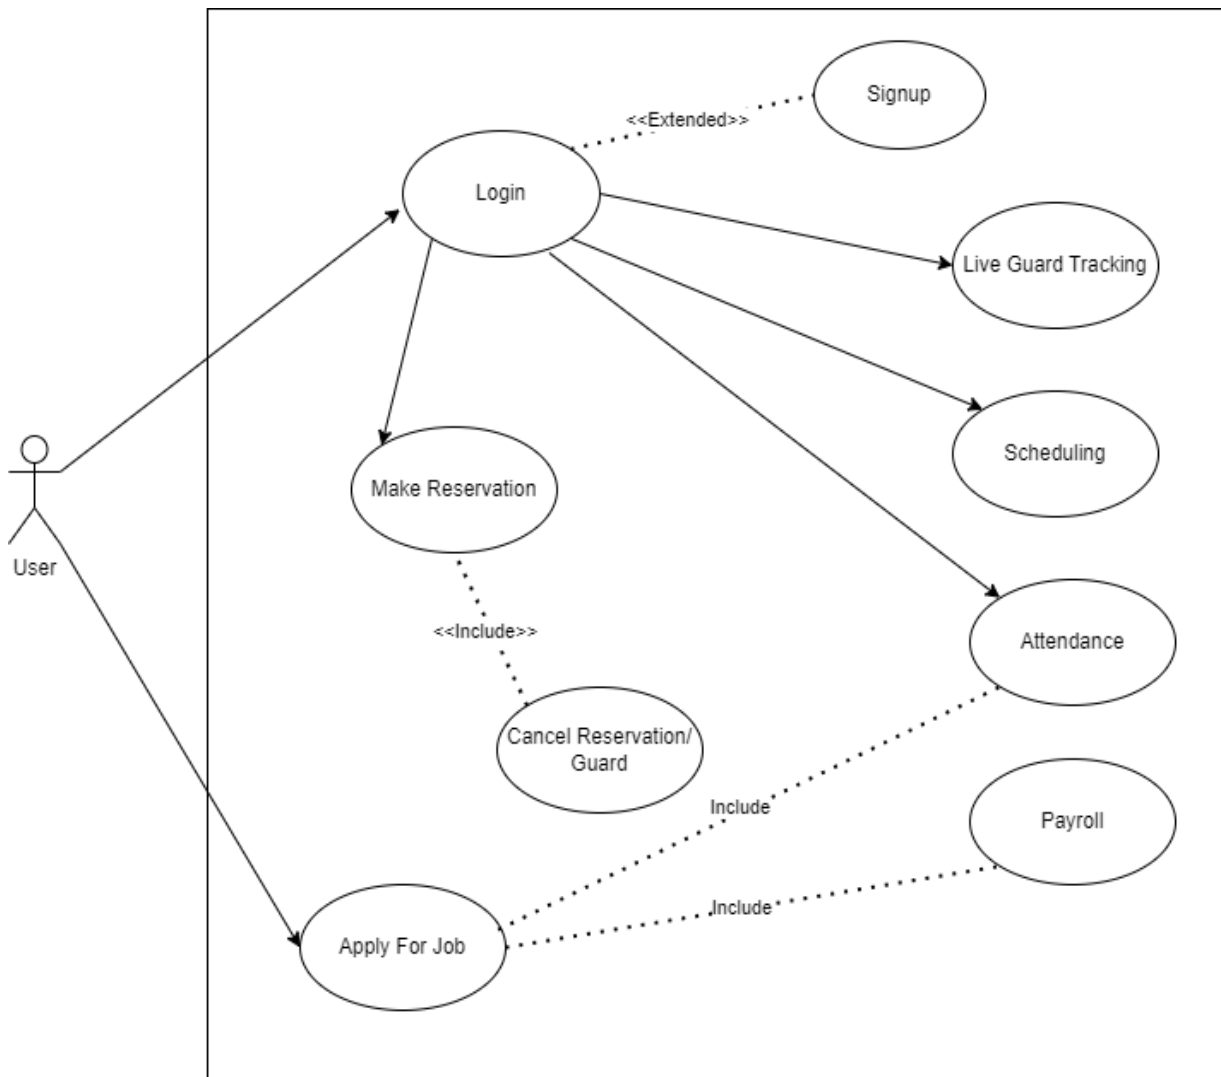 Signup
<<Extended>>
Login
Live Guard Tracking
Scheduling
Make Reservation
User
<<Include>>
Attendance
Cancel Reservation/
Guard
Include
Payroll
Include
Apply For Job